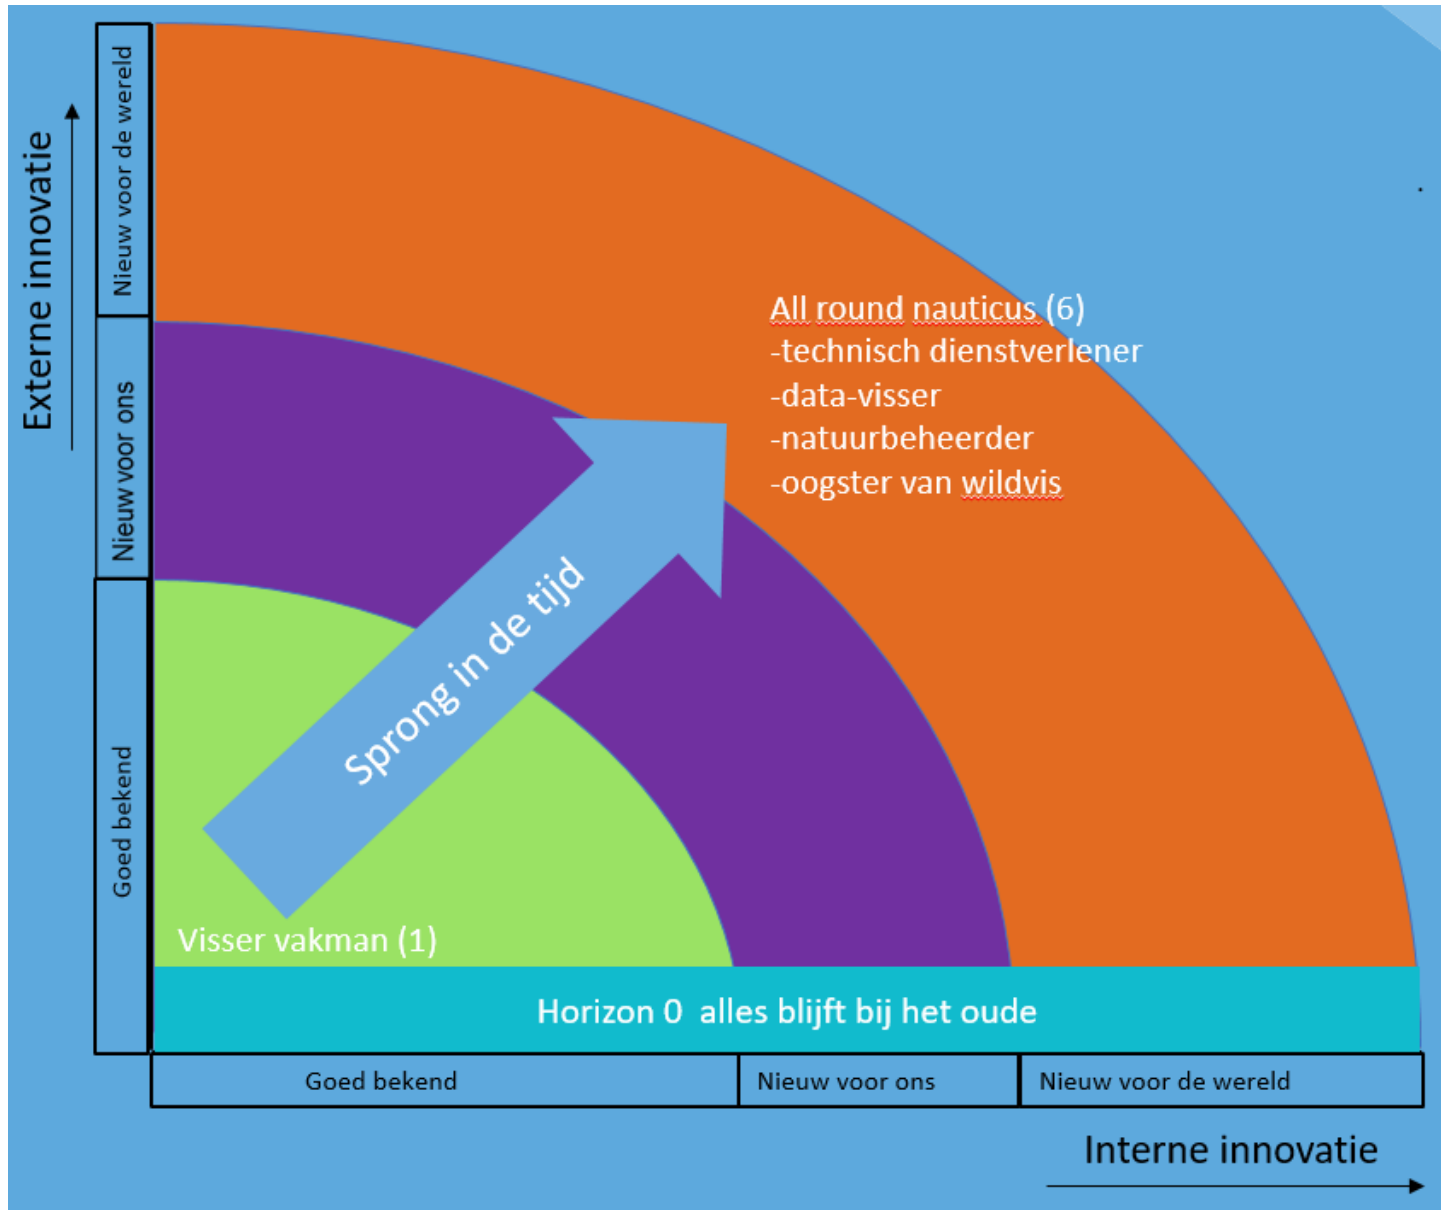 Externe innovatie
Nieuw voor de wereld
Nieuw voor ons
Goed bekend
All round nauticus (6)
-technisch dienstverlener
-data-visser
-natuurbeheerder
-oogster van wildvis
Sprong in de tijd
Visser vakman (1)
Horizon 0 alles blijft bij het oude
Goed bekend
Nieuw voor ons
Nieuw voor de wereld
Interne innovatie